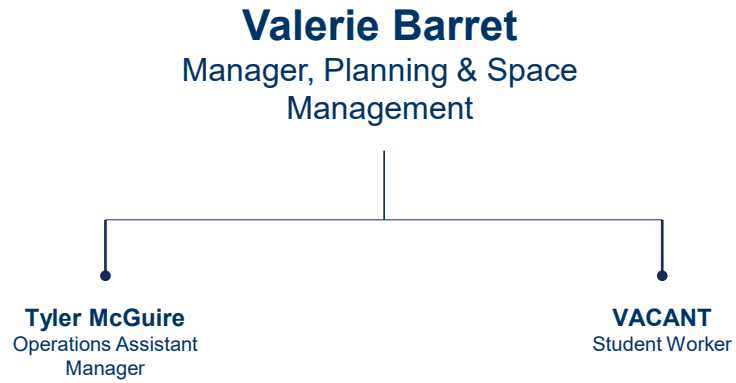 Valerie Barret
Manager, Planning & Space
Management
Tyler McGuire
Operations Assistant
Manager
VACANT
Student Worker